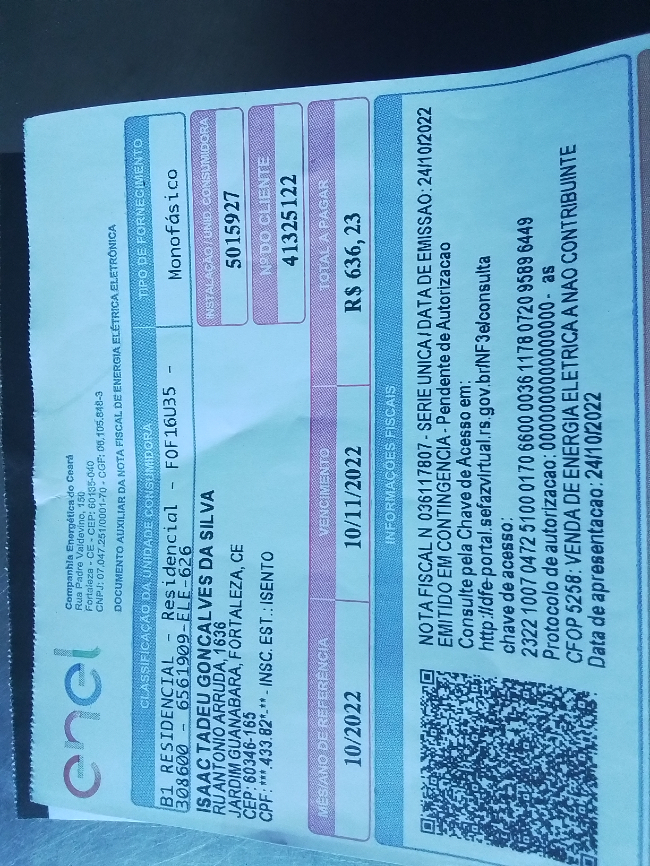 enel
Companhia Energética do Ceará
Rua Padre Valdevino, 150
Fortaleza - CE - CEP: 60135-040
CNPJ: 07.047.251/0001-70 - CGF: 06.105.848-3
DOCUMENTO AUXILIAR DA NOTA FISCAL DE ENERGIA ELÉTRICA ELETRÔNICA
CLASSIFICAÇÃO DA UNIDADE CONSUMIDORA
TIPO DE FORNECIMENTO
B1 RESIDENCIAL - Residencial - F0F16U35 -
308600 - 6561909-ELE-626
Monofásico
ISAAC TADEU GONCALVES DA SILVA
RU ANTONIO ARRUDA, 1636
JARDIM GUANABARA, FORTALEZA, CE
CEP: 60346-165
CPF: *** 433.82*-** - INSC. EST.: ISENTO
INSTALAÇÃO / UNID. CONSUMIDORA
5015927
Nº DO CLIENTE
41325122
MÊS/ANO DE REFERÊNCIA
VENCIMENTO
TOTAL A PAGAR
10/2022
10/11/2022
R$ 636,23
INFORMAÇÕES FISCAIS
NOTA FISCAL N 036117807 - SERIE UNICA / DATA DE EMISSAO: 24/10/2022
EMITIDO EM CONTINGENCIA - Pendente de Autorizacao
Consulte pela Chave de Acesso em:
http://dfe-portal.sefazvirtual.rs.gov.br/NF3e/consulta
chave de acesso:
2322 1007 0472 5100 0170 6600 0036 1178 0720 9589 6449
Protocolo de autorizacao: 0000000000000000 - as
CFOP 5258: VENDA DE ENERGIA ELETRICA A NAO CONTRIBUINTE
Data de apresentacao: 24/10/2022